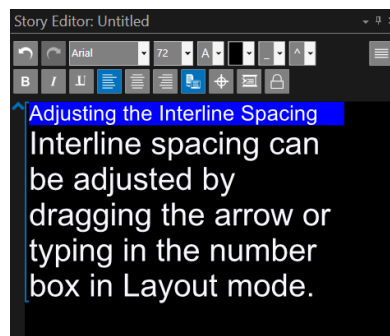 Story Editor: Untitled
Arial
72
A
B I U
Adjusting the Interline Spacing
Interline spacing can
be adjusted by
dragging the arrow or
typing in the number
box in Layout mode.